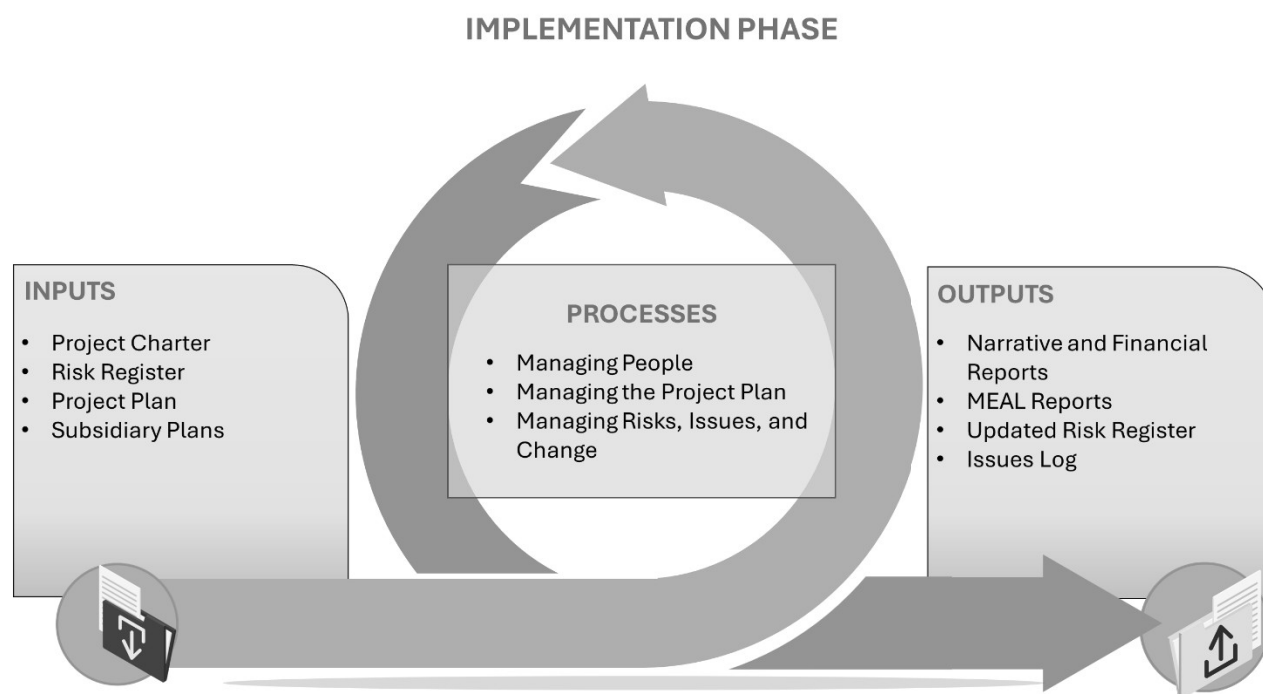 IMPLEMENTATION PHASE
INPUTS
• Project Charter
• Risk Register
• Project Plan
• Subsidiary Plans
PROCESSES
• Managing People
• Managing the Project Plan
• Managing Risks, Issues, and
Change
OUTPUTS
• Narrative and Financial
Reports
• MEAL Reports
• Updated Risk Register
• Issues Log